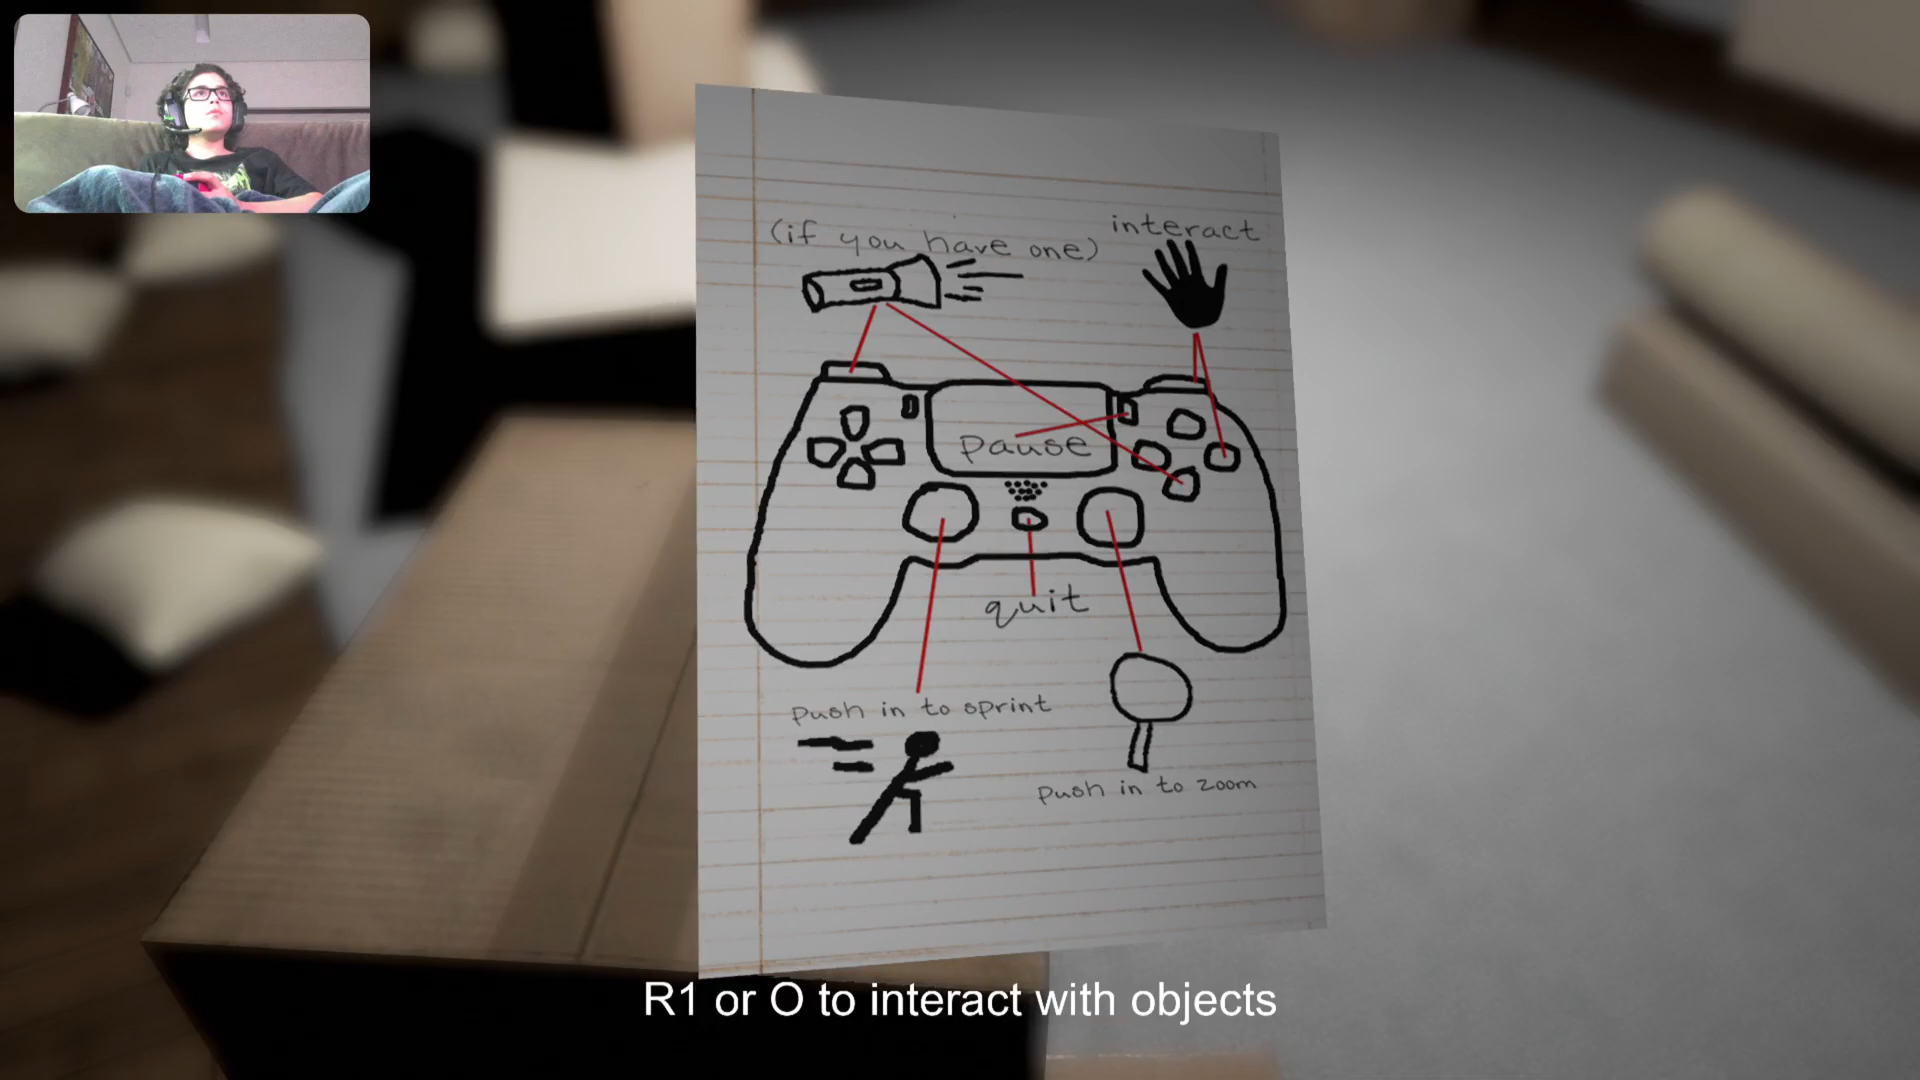 (if you have one)
interact
pause
quit
push in to sprint
push in to zoom
R1 or O to interact with objects